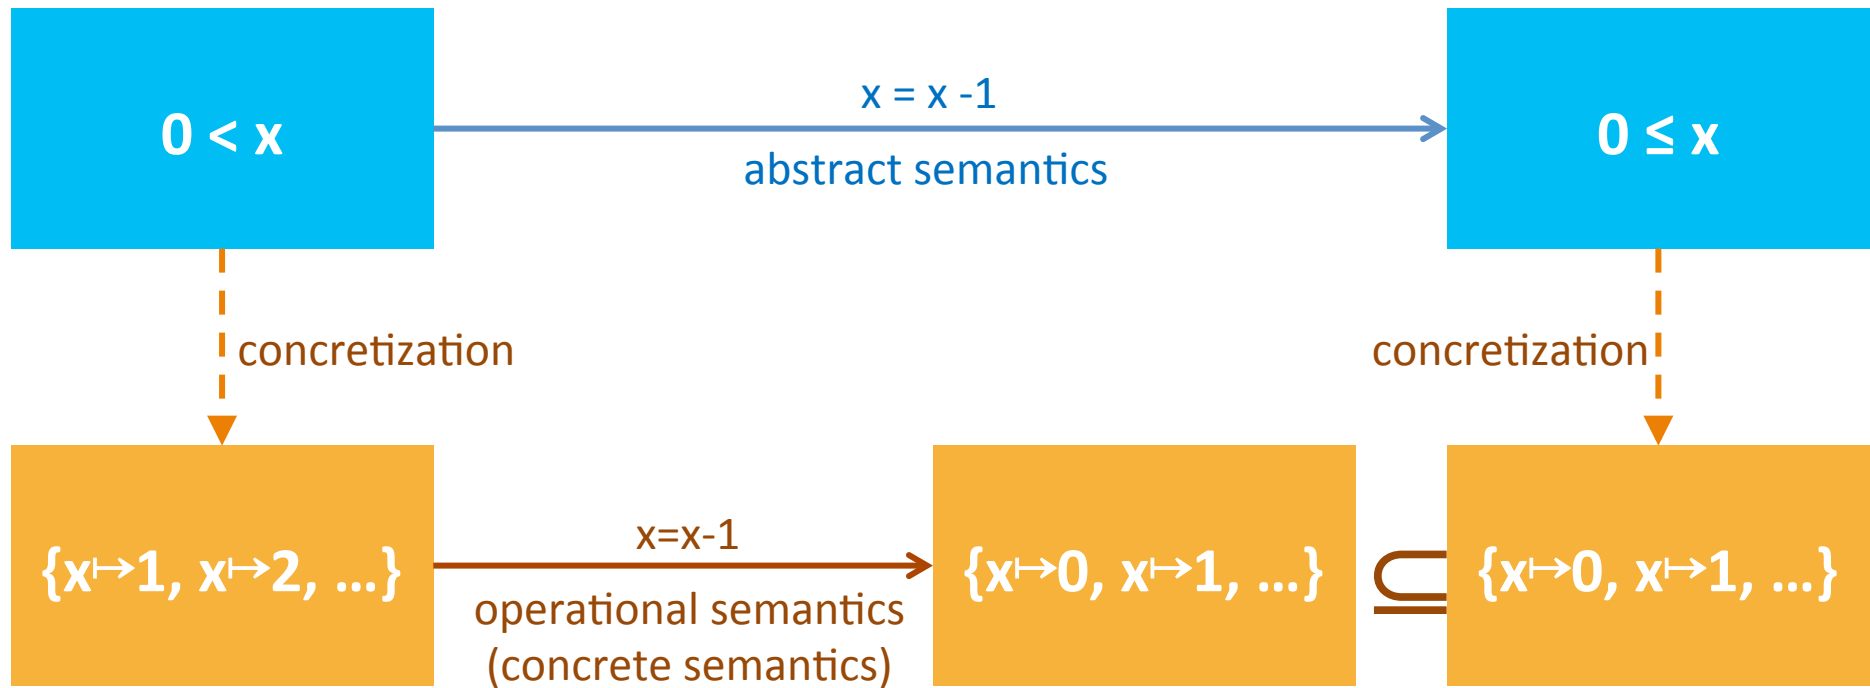 0 < x
x = x -1
abstract semantics
0 ≤ x
concretization
concretization
{x↦1, x↦2, …}
x=x-1
operational semantics
(concrete semantics)
{x↦0, x↦1, …}
⊆
{x↦0, x↦1, …}